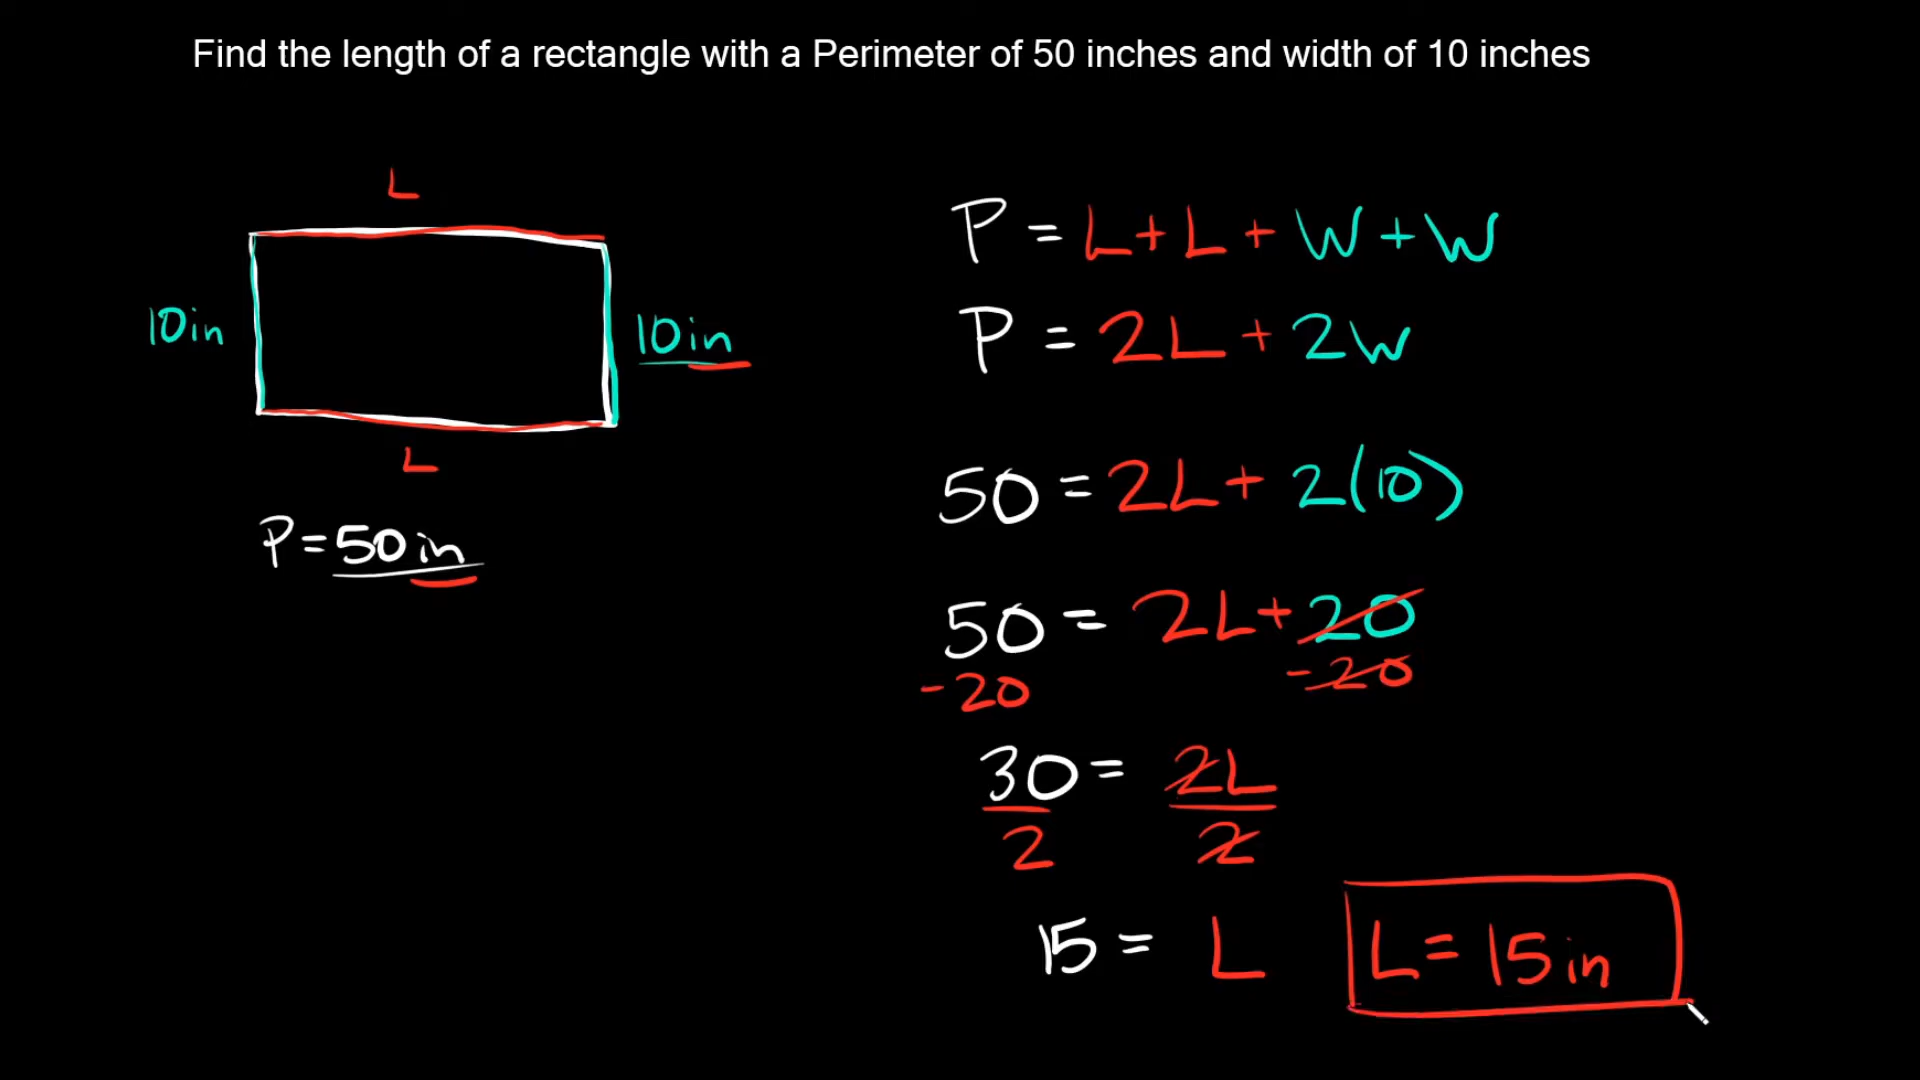 Find the length of a rectangle with a Perimeter of 50 inches and width of 10 inches
L
10in
10in
L
P=50in
P = L+L+W+W
P = 2L+2W
50=2L+2(10)
50= 2L+20
-20 -20
30= 2L
2 2
15= L
L= 15in